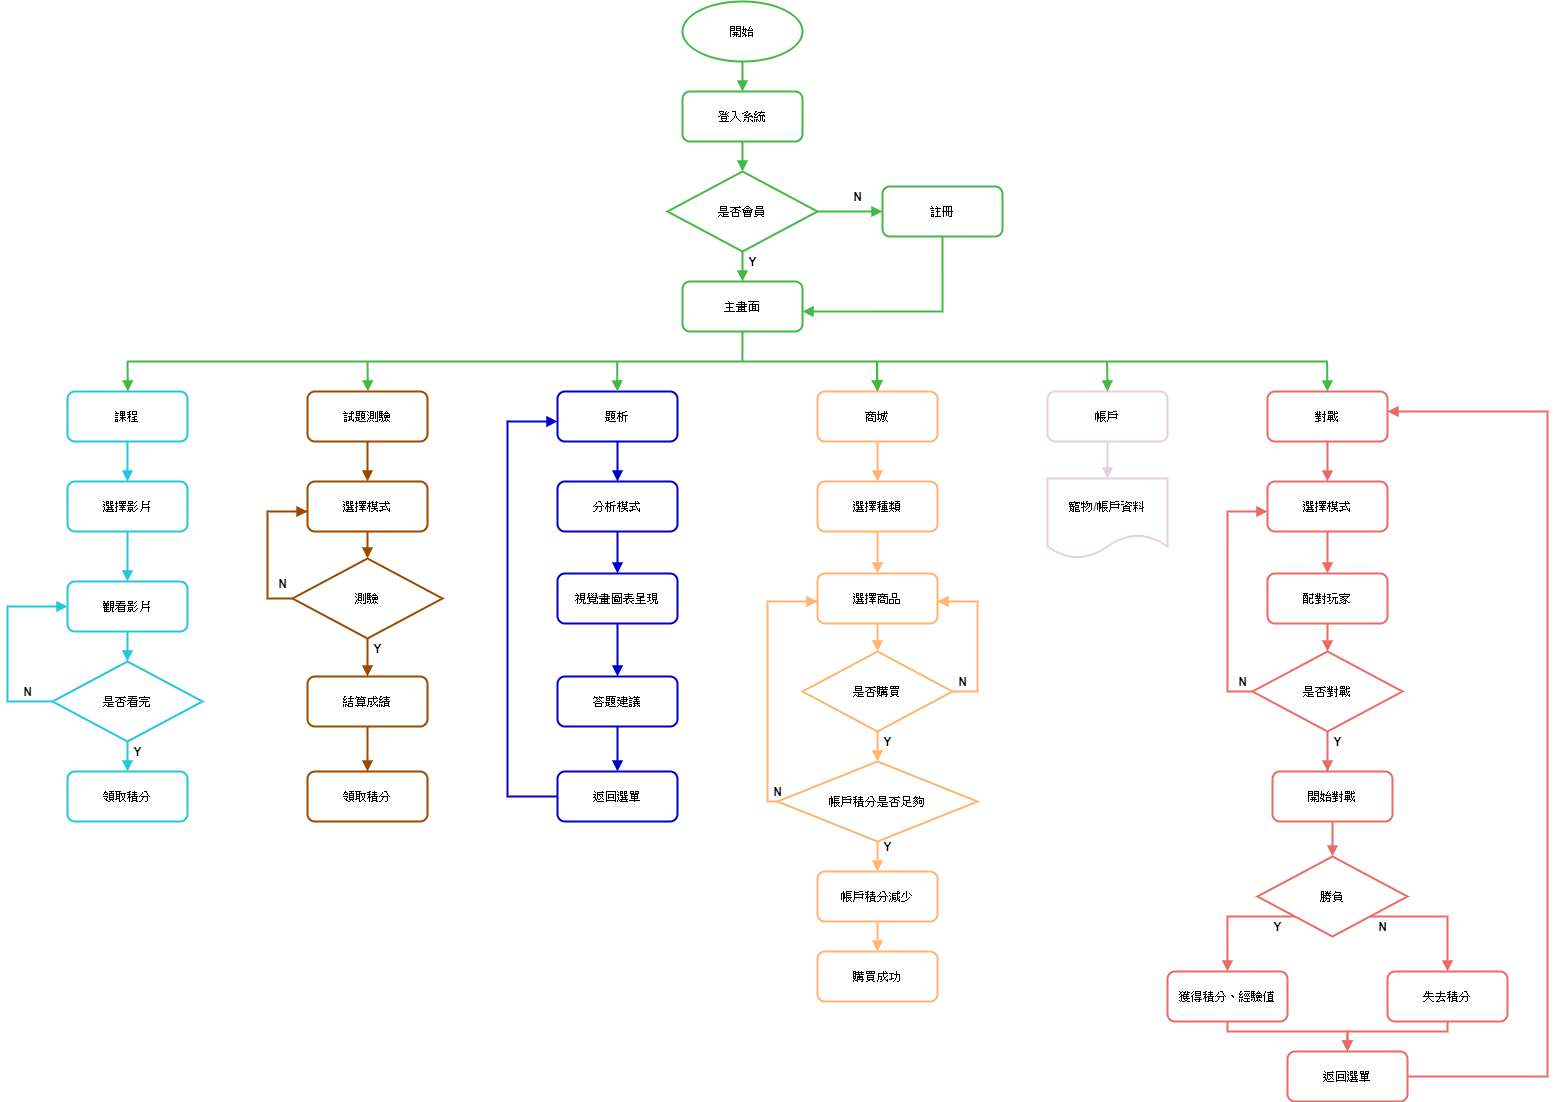 開始
登入系統
是否會員
N
註冊
Y
主畫面
課程
試題測驗
題析
商城
帳戶
對戰
選擇影片
選擇模式
分析模式
選擇種類
寵物/帳戶資料
選擇模式
觀看影片
N
測驗
視覺畫圖表呈現
選擇商品
配對玩家
Y
N
是否看完
結算成績
答題建議
是否購買
N
N
是否對戰
Y
Y
Y
領取積分
領取積分
返回選單
N
帳戶積分是否足夠
開始對戰
Y
帳戶積分減少
勝負
Y
N
購買成功
獲得積分、經驗值
失去積分
返回選單